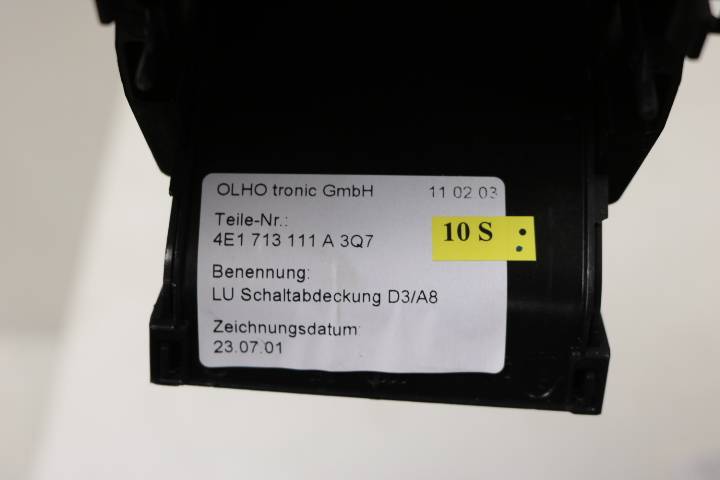 OLHO tronic GmbH 11 02 03
Teile-Nr.:
4E1 713 111 A 3Q7
10 S :
Benennung:
LU Schaltabdeckung D3/A8
Zeichnungsdatum:
23.07.01